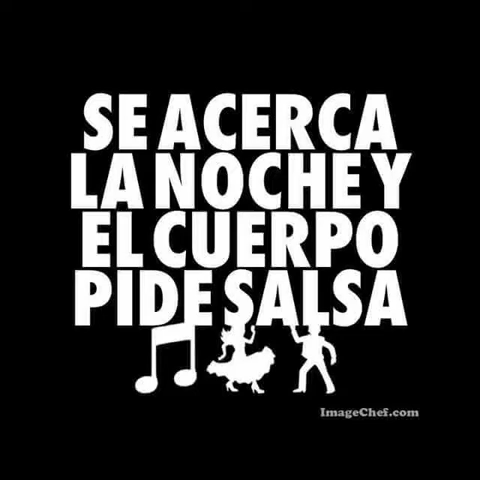 SE ACERCA
LA NOCHE Y
EL CUERPO
PIDE SALSA
ImageChef.com